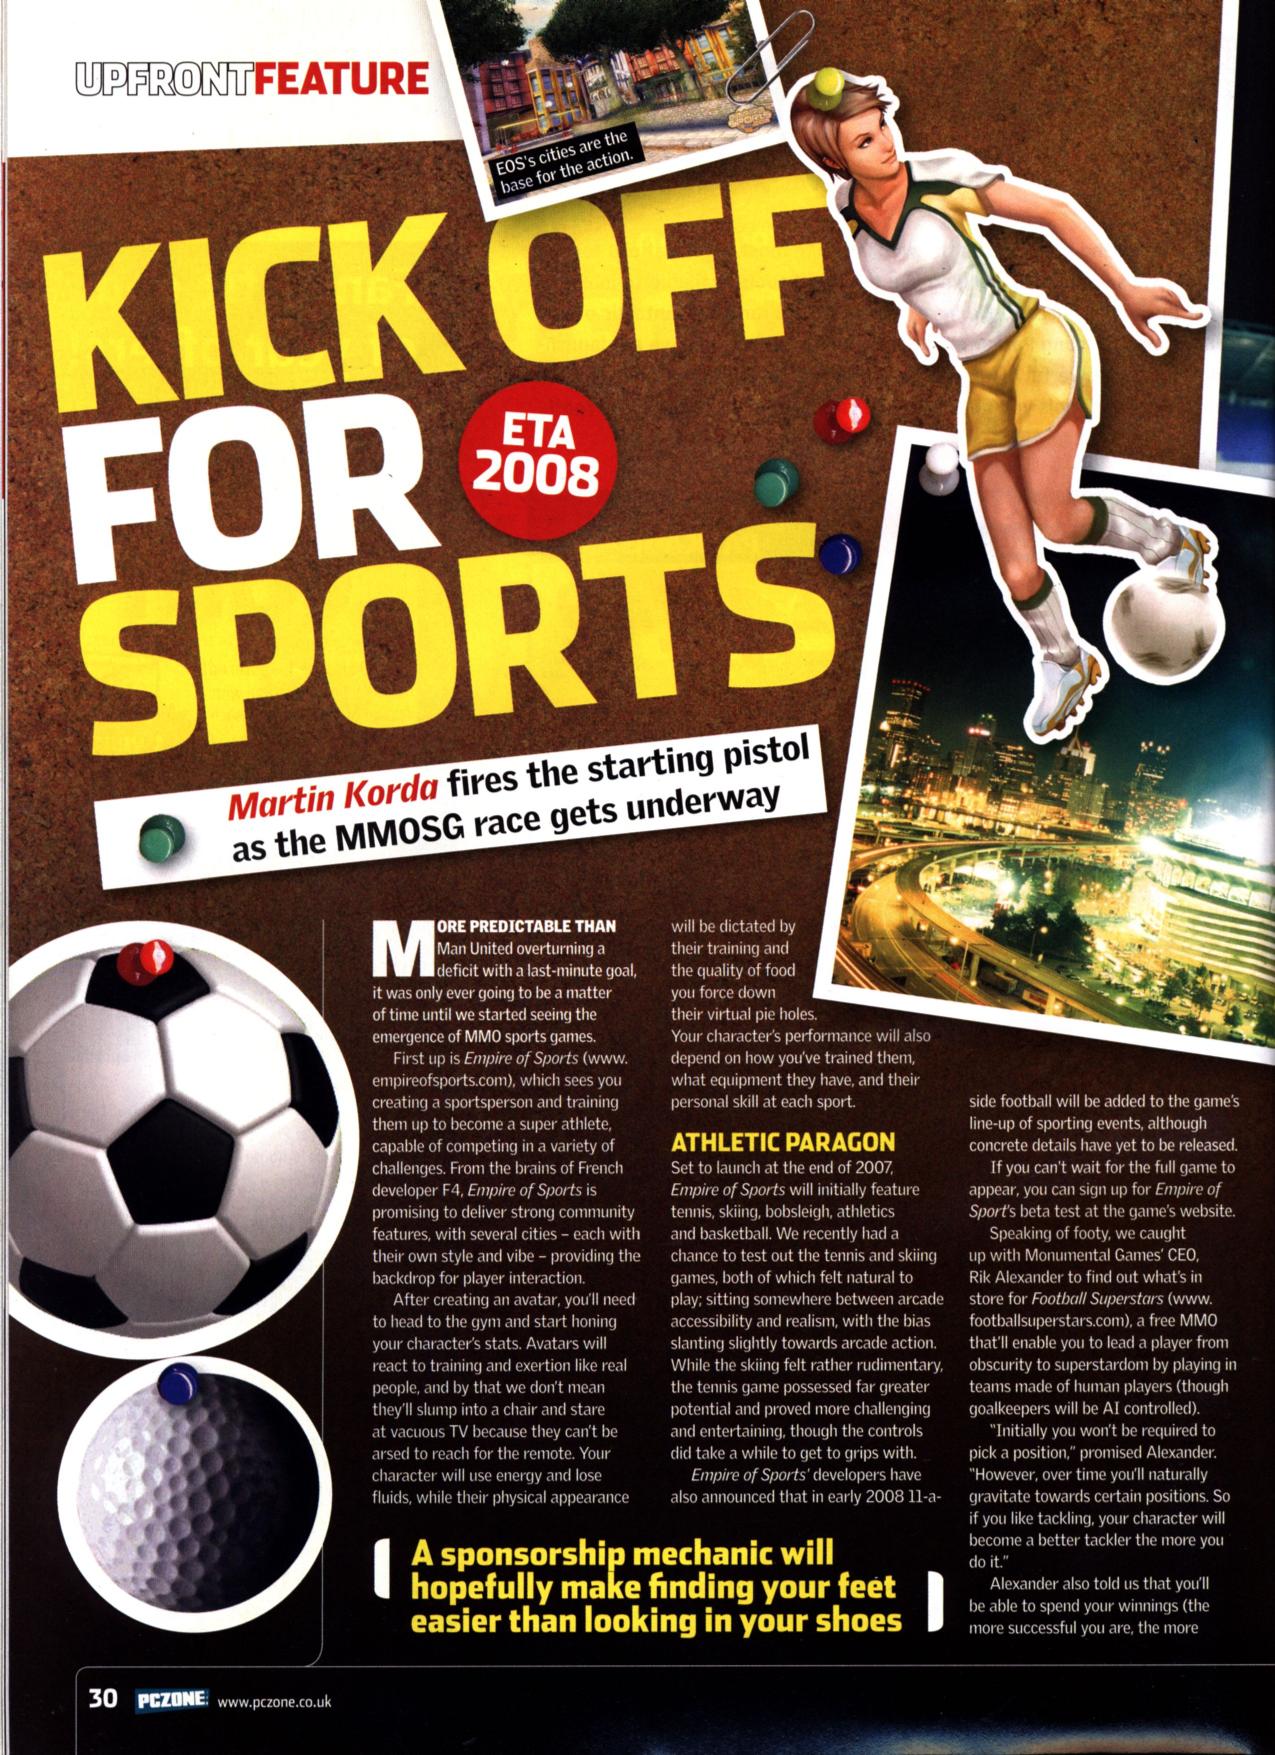 UPFRONTFEATURE
EOS's cities are the
base for the action.
KICK OFF
FOR
SPORTS
ETA
2008
Martin Korda fires the starting pistol
as the MMOSG race gets underway
MORE PREDICTABLE THAN
Man United overturning a
deficit with a last-minute goal,
it was only ever going to be a matter
of time until we started seeing the
emergence of MMO sports games.
First up is Empire of Sports (www.
empireofsports.com), which sees you
creating a sportsperson and training
them up to become a super athlete,
capable of competing in a variety of
challenges. From the brains of French
developer F4, Empire of Sports is
promising to deliver strong community
features, with several cities – each with
their own style and vibe – providing the
backdrop for player interaction.
After creating an avatar, you'll need
to head to the gym and start honing
your character's stats. Avatars will
react to training and exertion like real
people, and by that we don't mean
they'll slump into a chair and stare
at vacuous TV because they can't be
arsed to reach for the remote. Your
character will use energy and lose
fluids, while their physical appearance
will be dictated by
their training and
the quality of food
you force down
their virtual pie holes.
Your character's performance will also
depend on how you've trained them,
what equipment they have, and their
personal skill at each sport.
ATHLETIC PARAGON
Set to launch at the end of 2007,
Empire of Sports will initially feature
tennis, skiing, bobsleigh, athletics
and basketball. We recently had a
chance to test out the tennis and skiing
games, both of which felt natural to
play; sitting somewhere between arcade
accessibility and realism, with the bias
slanting slightly towards arcade action.
While the skiing felt rather rudimentary,
the tennis game possessed far greater
potential and proved more challenging
and entertaining, though the controls
did take a while to get to grips with.
Empire of Sports' developers have
also announced that in early 2008 11-a-
side football will be added to the game's
line-up of sporting events, although
concrete details have yet to be released.
If you can't wait for the full game to
appear, you can sign up for Empire of
Sport's beta test at the game's website.
Speaking of footy, we caught
up with Monumental Games' CEO,
Rik Alexander to find out what's in
store for Football Superstars (www.
footballsuperstars.com), a free MMO
that'll enable you to lead a player from
obscurity to superstardom by playing in
teams made of human players (though
goalkeepers will be AI controlled).
"Initially you won't be required to
pick a position," promised Alexander.
"However, over time you'll naturally
gravitate towards certain positions. So
if you like tackling, your character will
become a better tackler the more you
do it."
Alexander also told us that you'll
be able to spend your winnings (the
more successful you are, the more
A sponsorship mechanic will
hopefully make finding your feet
easier than looking in your shoes
30 PCZONE www.pczone.co.uk